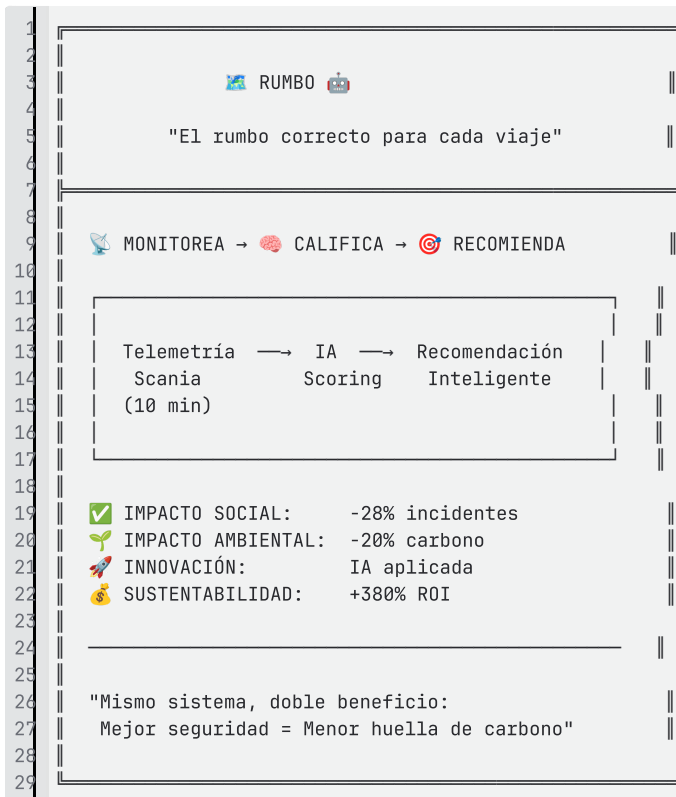 1
2
3 🗺️ RUMBO 🤖
4
5 "El rumbo correcto para cada viaje"
6
7
8
9 📡 MONITOREA → 🧠 CALIFICA → 🎯 RECOMIENDA
10
11
12
13 Telemetría ──→ IA ──→ Recomendación
14 Scania Scoring Inteligente
15 (10 min)
16
17
18
19 ✅ IMPACTO SOCIAL: -28% incidentes
20 🌱 IMPACTO AMBIENTAL: -20% carbono
21 🚀 INNOVACIÓN: IA aplicada
22 💰 SUSTENTABILIDAD: +380% ROI
23
24
25
26 "Mismo sistema, doble beneficio:
27 Mejor seguridad = Menor huella de carbono"
28
29